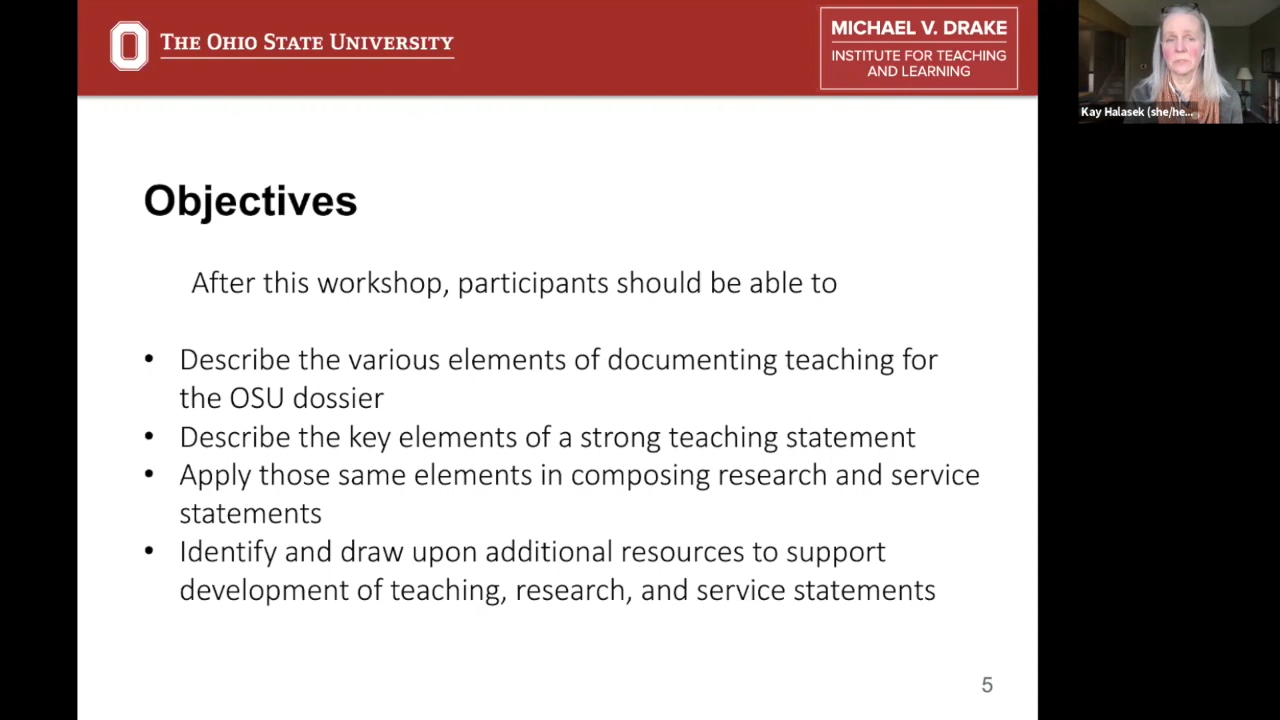 THE OHIO STATE UNIVERSITY
MICHAEL V. DRAKE
INSTITUTE FOR TEACHING
AND LEARNING
Kay Halasek (she/he...
Objectives
After this workshop, participants should be able to
• Describe the various elements of documenting teaching for
the OSU dossier
• Describe the key elements of a strong teaching statement
• Apply those same elements in composing research and service
statements
• Identify and draw upon additional resources to support
development of teaching, research, and service statements
5